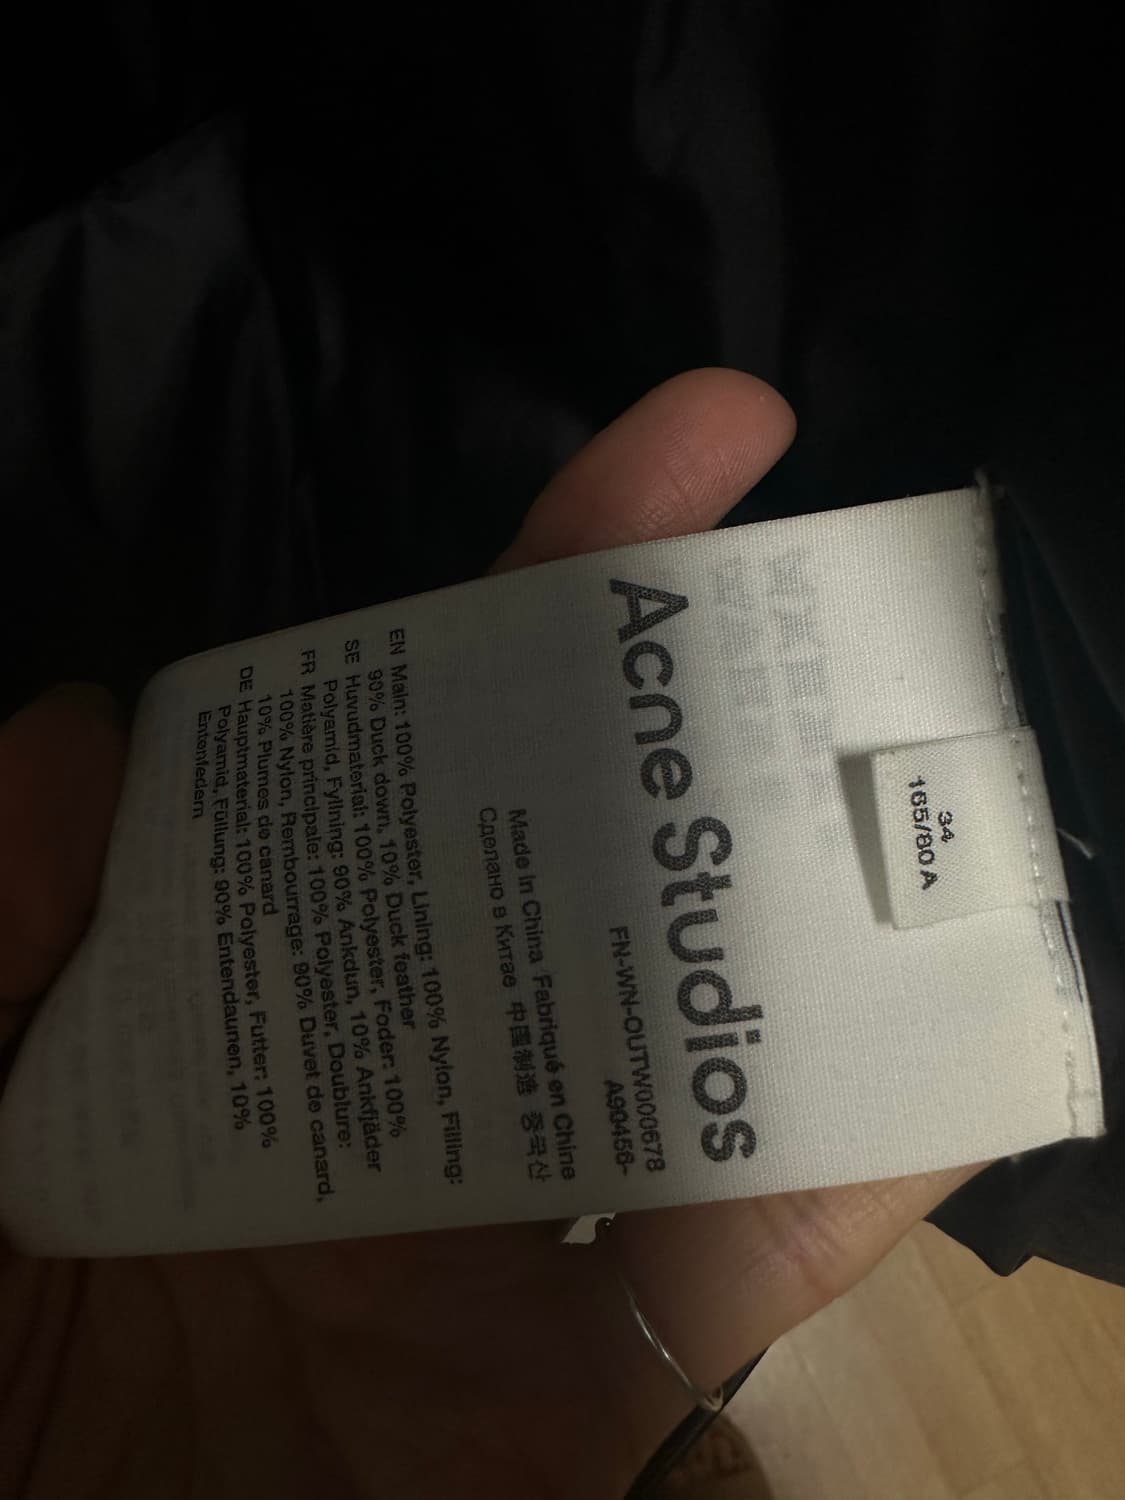 34
165/80 A
Acne Studios
FN-WN-OUTW000678
A90456-
Made in China Fabriqué en Chine
Сделано в Китае 中国制造 중국산
EN Main: 100% Polyester, Lining: 100% Nylon, Filling:
90% Duck down, 10% Duck feather
SE Huvudmaterial: 100% Polyester, Foder: 100%
Polyamid, Fyllning: 90% Ankdun, 10% Ankfjäder
FR Matière principale: 100% Polyester, Doublure:
100% Nylon, Rembourrage: 90% Duvet de canard,
10% Plumes de canard
DE Hauptmaterial: 100% Polyester, Futter: 100%
Polyamid, Füllung: 90% Entendaunen, 10%
Entenfedern